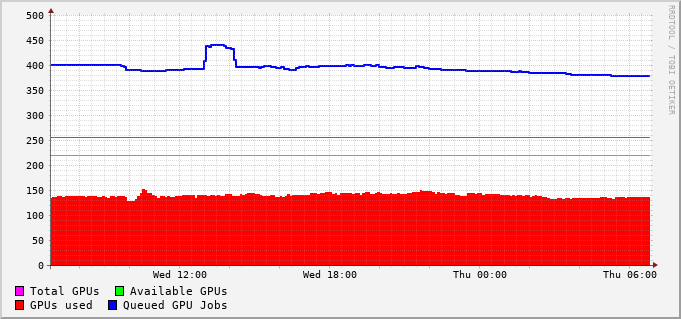 500
450
400
350
300
250
200
150
100
50
0
Wed 12:00 Wed 18:00 Thu 00:00 Thu 06:00
Total GPUs Available GPUs
GPUs used Queued GPU Jobs
RRDTOOL / TOBI OETIKER